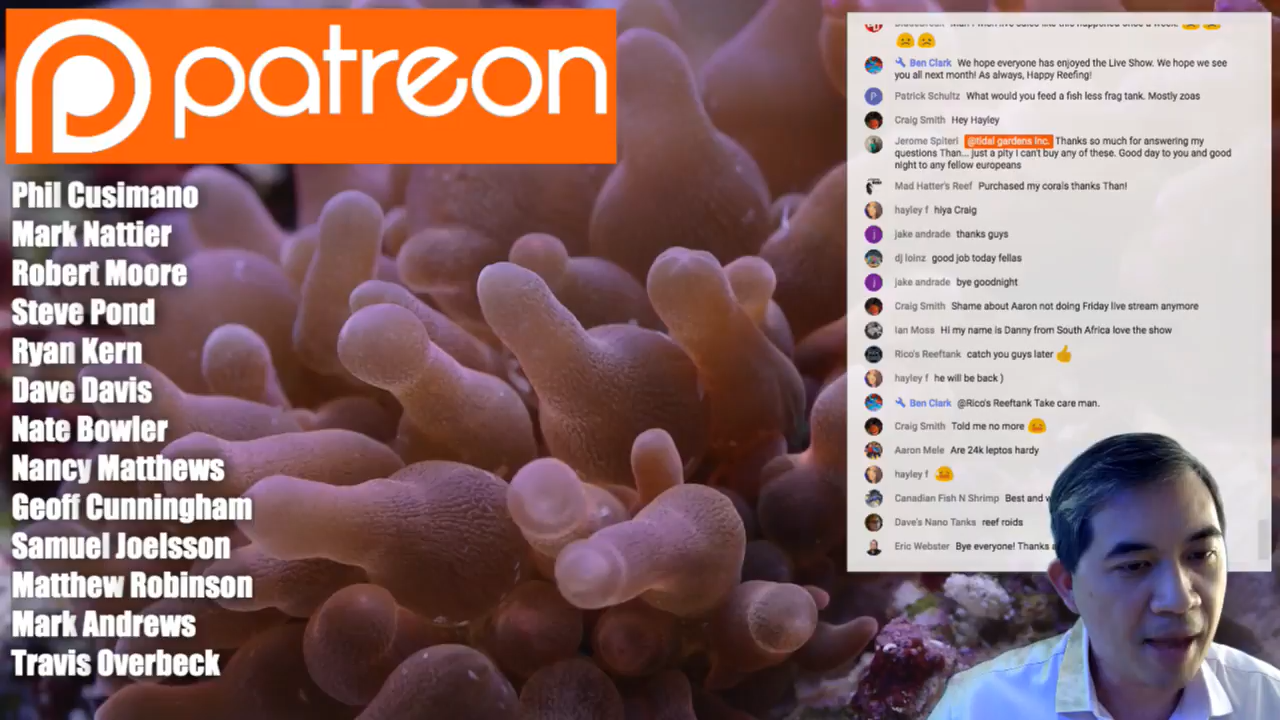 patreon
Phil Cusimano
Mark Nattier
Robert Moore
Steve Pond
Ryan Kern
Dave Davis
Nate Bowler
Nancy Matthews
Geoff Cunningham
Samuel Joelsson
Matthew Robinson
Mark Andrews
Travis Overbeck
Ben Clark We hope everyone has enjoyed the Live Show. We hope we see
you all next month! As always, Happy Reefing!
P Patrick Schultz What would you feed a fish less frag tank. Mostly zoas
Craig Smith Hey Hayley
Jerome Spiteri @tidal gardens Inc. Thanks so much for answering my
questions Than... just a pity I can't buy any of these. Good day to you and good
night to any fellow europeans
Mad Hatter's Reef Purchased my corals thanks Than!
hayley f hiya Craig
j jake andrade thanks guys
dj loinz good job today fellas
j jake andrade bye goodnight
Craig Smith Shame about Aaron not doing Friday live stream anymore
Ian Moss Hi my name is Danny from South Africa love the show
Rico's Reeftank catch you guys later 👍
hayley f he will be back )
Ben Clark @Rico's Reeftank Take care man.
Craig Smith Told me no more
Aaron Mele Are 24k leptos hardy
hayley f
Canadian Fish N Shrimp Best and
Dave's Nano Tanks reef roids
Eric Webster Bye everyone! Thanks